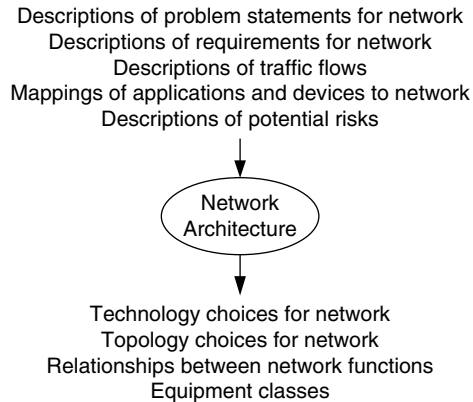 Descriptions of problem statements for network
Descriptions of requirements for network
Descriptions of traffic flows
Mappings of applications and devices to network
Descriptions of potential risks
Network
Architecture
Technology choices for network
Topology choices for network
Relationships between network functions
Equipment classes